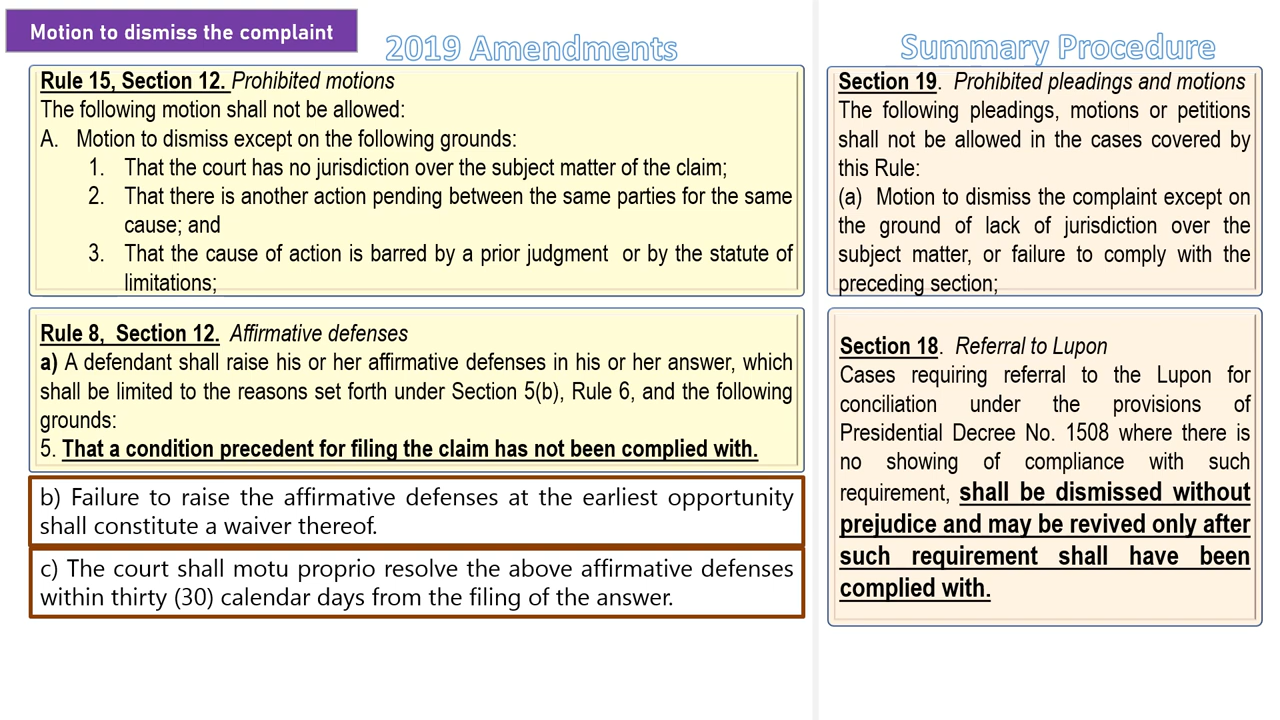 Motion to dismiss the complaint
2019 Amendments
Rule 15, Section 12. Prohibited motions
The following motion shall not be allowed:
A. Motion to dismiss except on the following grounds:
1. That the court has no jurisdiction over the subject matter of the claim;
2. That there is another action pending between the same parties for the same
cause; and
3. That the cause of action is barred by a prior judgment or by the statute of
limitations;
Rule 8, Section 12. Affirmative defenses
a) A defendant shall raise his or her affirmative defenses in his or her answer, which
shall be limited to the reasons set forth under Section 5(b), Rule 6, and the following
grounds:
5. That a condition precedent for filing the claim has not been complied with.
b) Failure to raise the affirmative defenses at the earliest opportunity
shall constitute a waiver thereof.
c) The court shall motu proprio resolve the above affirmative defenses
within thirty (30) calendar days from the filing of the answer.
Summary Procedure
Section 19. Prohibited pleadings and motions
The following pleadings, motions or petitions
shall not be allowed in the cases covered by
this Rule:
(a) Motion to dismiss the complaint except on
the ground of lack of jurisdiction over the
subject matter, or failure to comply with the
preceding section;
Section 18. Referral to Lupon
Cases requiring referral to the Lupon for
conciliation under the provisions of
Presidential Decree No. 1508 where there is
no showing of compliance with such
requirement, shall be dismissed without
prejudice and may be revived only after
such requirement shall have been
complied with.